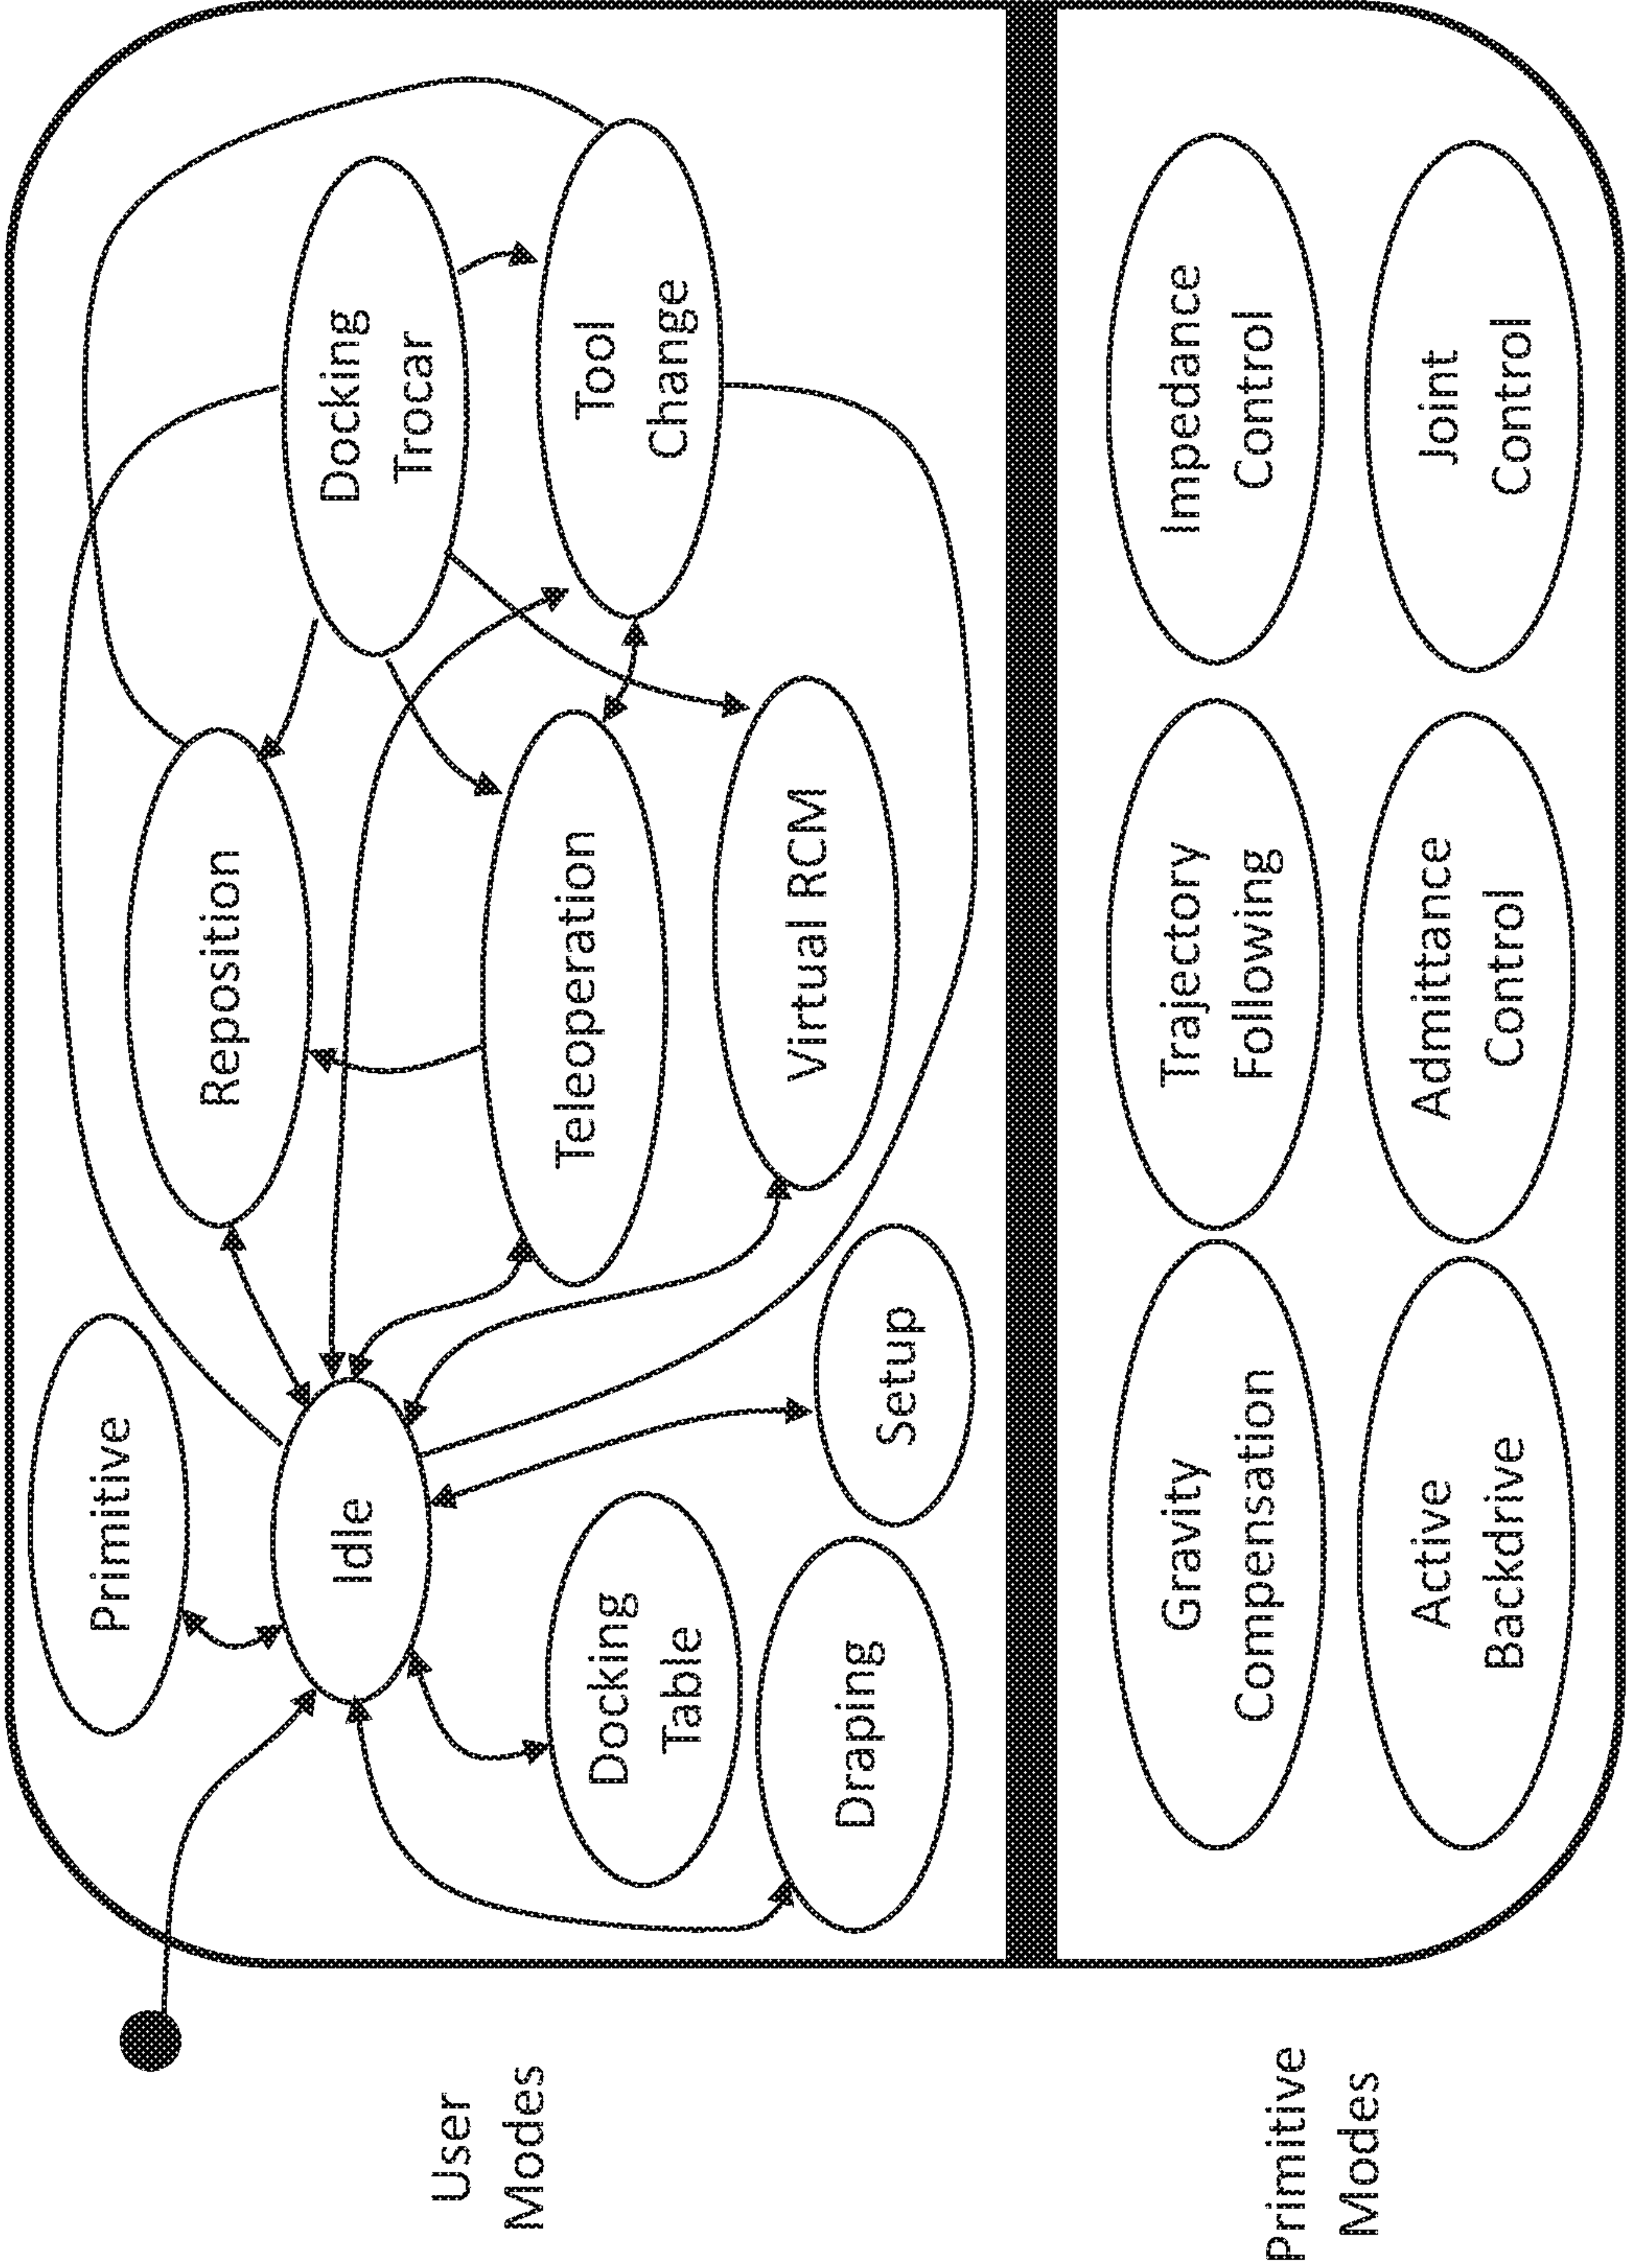 User
Modes
Primitive
Idle
Docking
Table
Draping
Setup
Reposition
Teleoperation
Virtual RCM
Docking
Trocar
Tool
Change
Primitive
Modes
Gravity
Compensation
Trajectory
Following
Impedance
Control
Active
Backdrive
Admittance
Control
Joint
Control